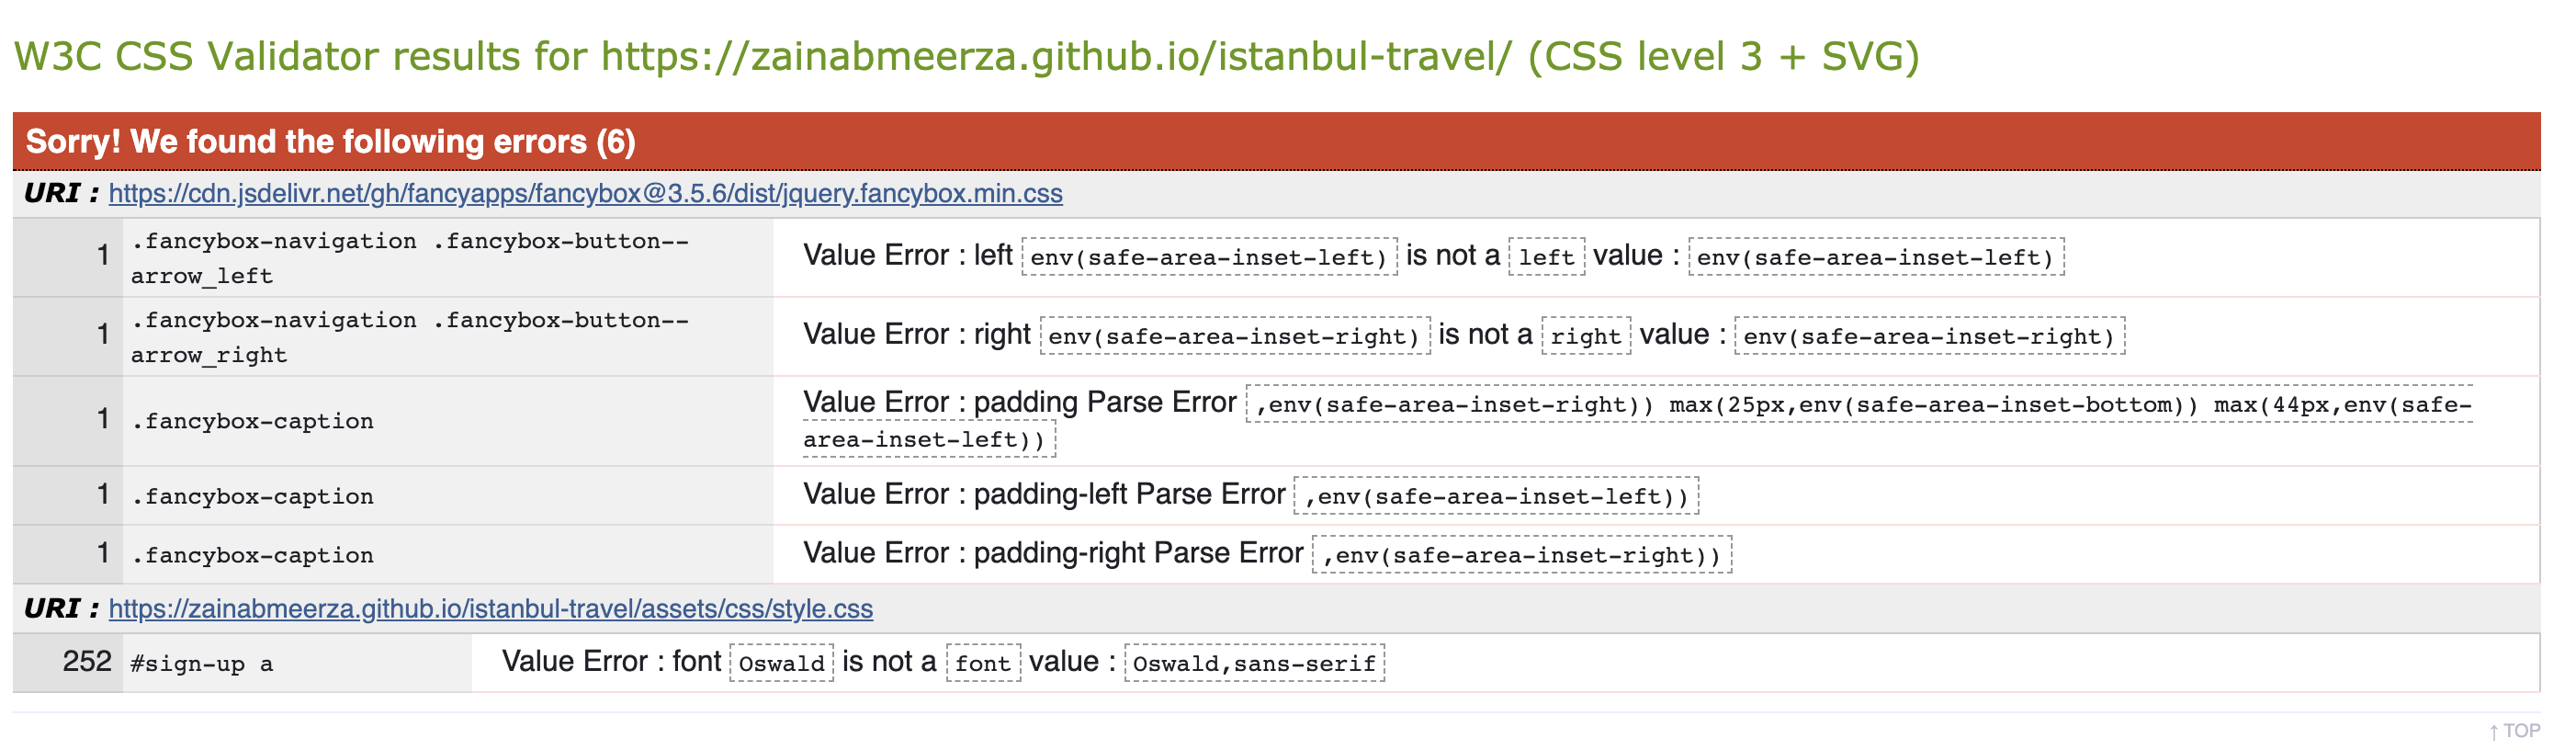 W3C CSS Validator results for https://zainabmeerza.github.io/istanbul-travel/ (CSS level 3 + SVG)
Sorry! We found the following errors (6)
URI : https://cdn.jsdelivr.net/gh/fancyapps/fancybox@3.5.6/dist/jquery.fancybox.min.css
1 .fancybox-navigation .fancybox-button--
arrow_left
Value Error : left env(safe-area-inset-left) is not a left value : env(safe-area-inset-left)
1 .fancybox-navigation .fancybox-button--
arrow_right
Value Error : right env(safe-area-inset-right) is not a right value : env(safe-area-inset-right)
1 .fancybox-caption
Value Error : padding Parse Error ,env(safe-area-inset-right)) max(25px,env(safe-area-inset-bottom)) max(44px,env(safe-
area-inset-left))
1 .fancybox-caption Value Error : padding-left Parse Error ,env(safe-area-inset-left))
1 .fancybox-caption Value Error : padding-right Parse Error ,env(safe-area-inset-right))
URI : https://zainabmeerza.github.io/istanbul-travel/assets/css/style.css
252 #sign-up a Value Error : font Oswald is not a font value : Oswald,sans-serif
↑ TOP